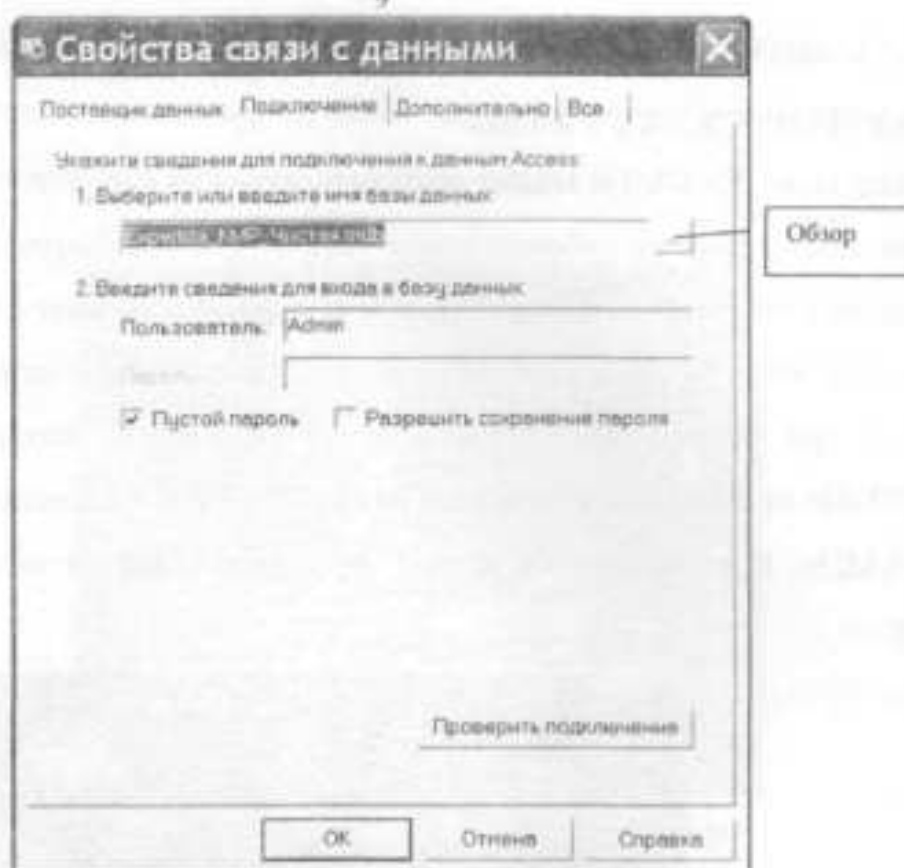 Свойства связи с данными
Поставщик данных Подключение Дополнительно Все
Укажите сведения для подключения к данным Access:
1. Выберите или введите имя базы данных:
Обзор
2. Введите сведения для входа в базу данных:
Пользователь: Admin
Пустой пароль Разрешить сохранение пароля
Проверить подключение
ОК Отмена Справка